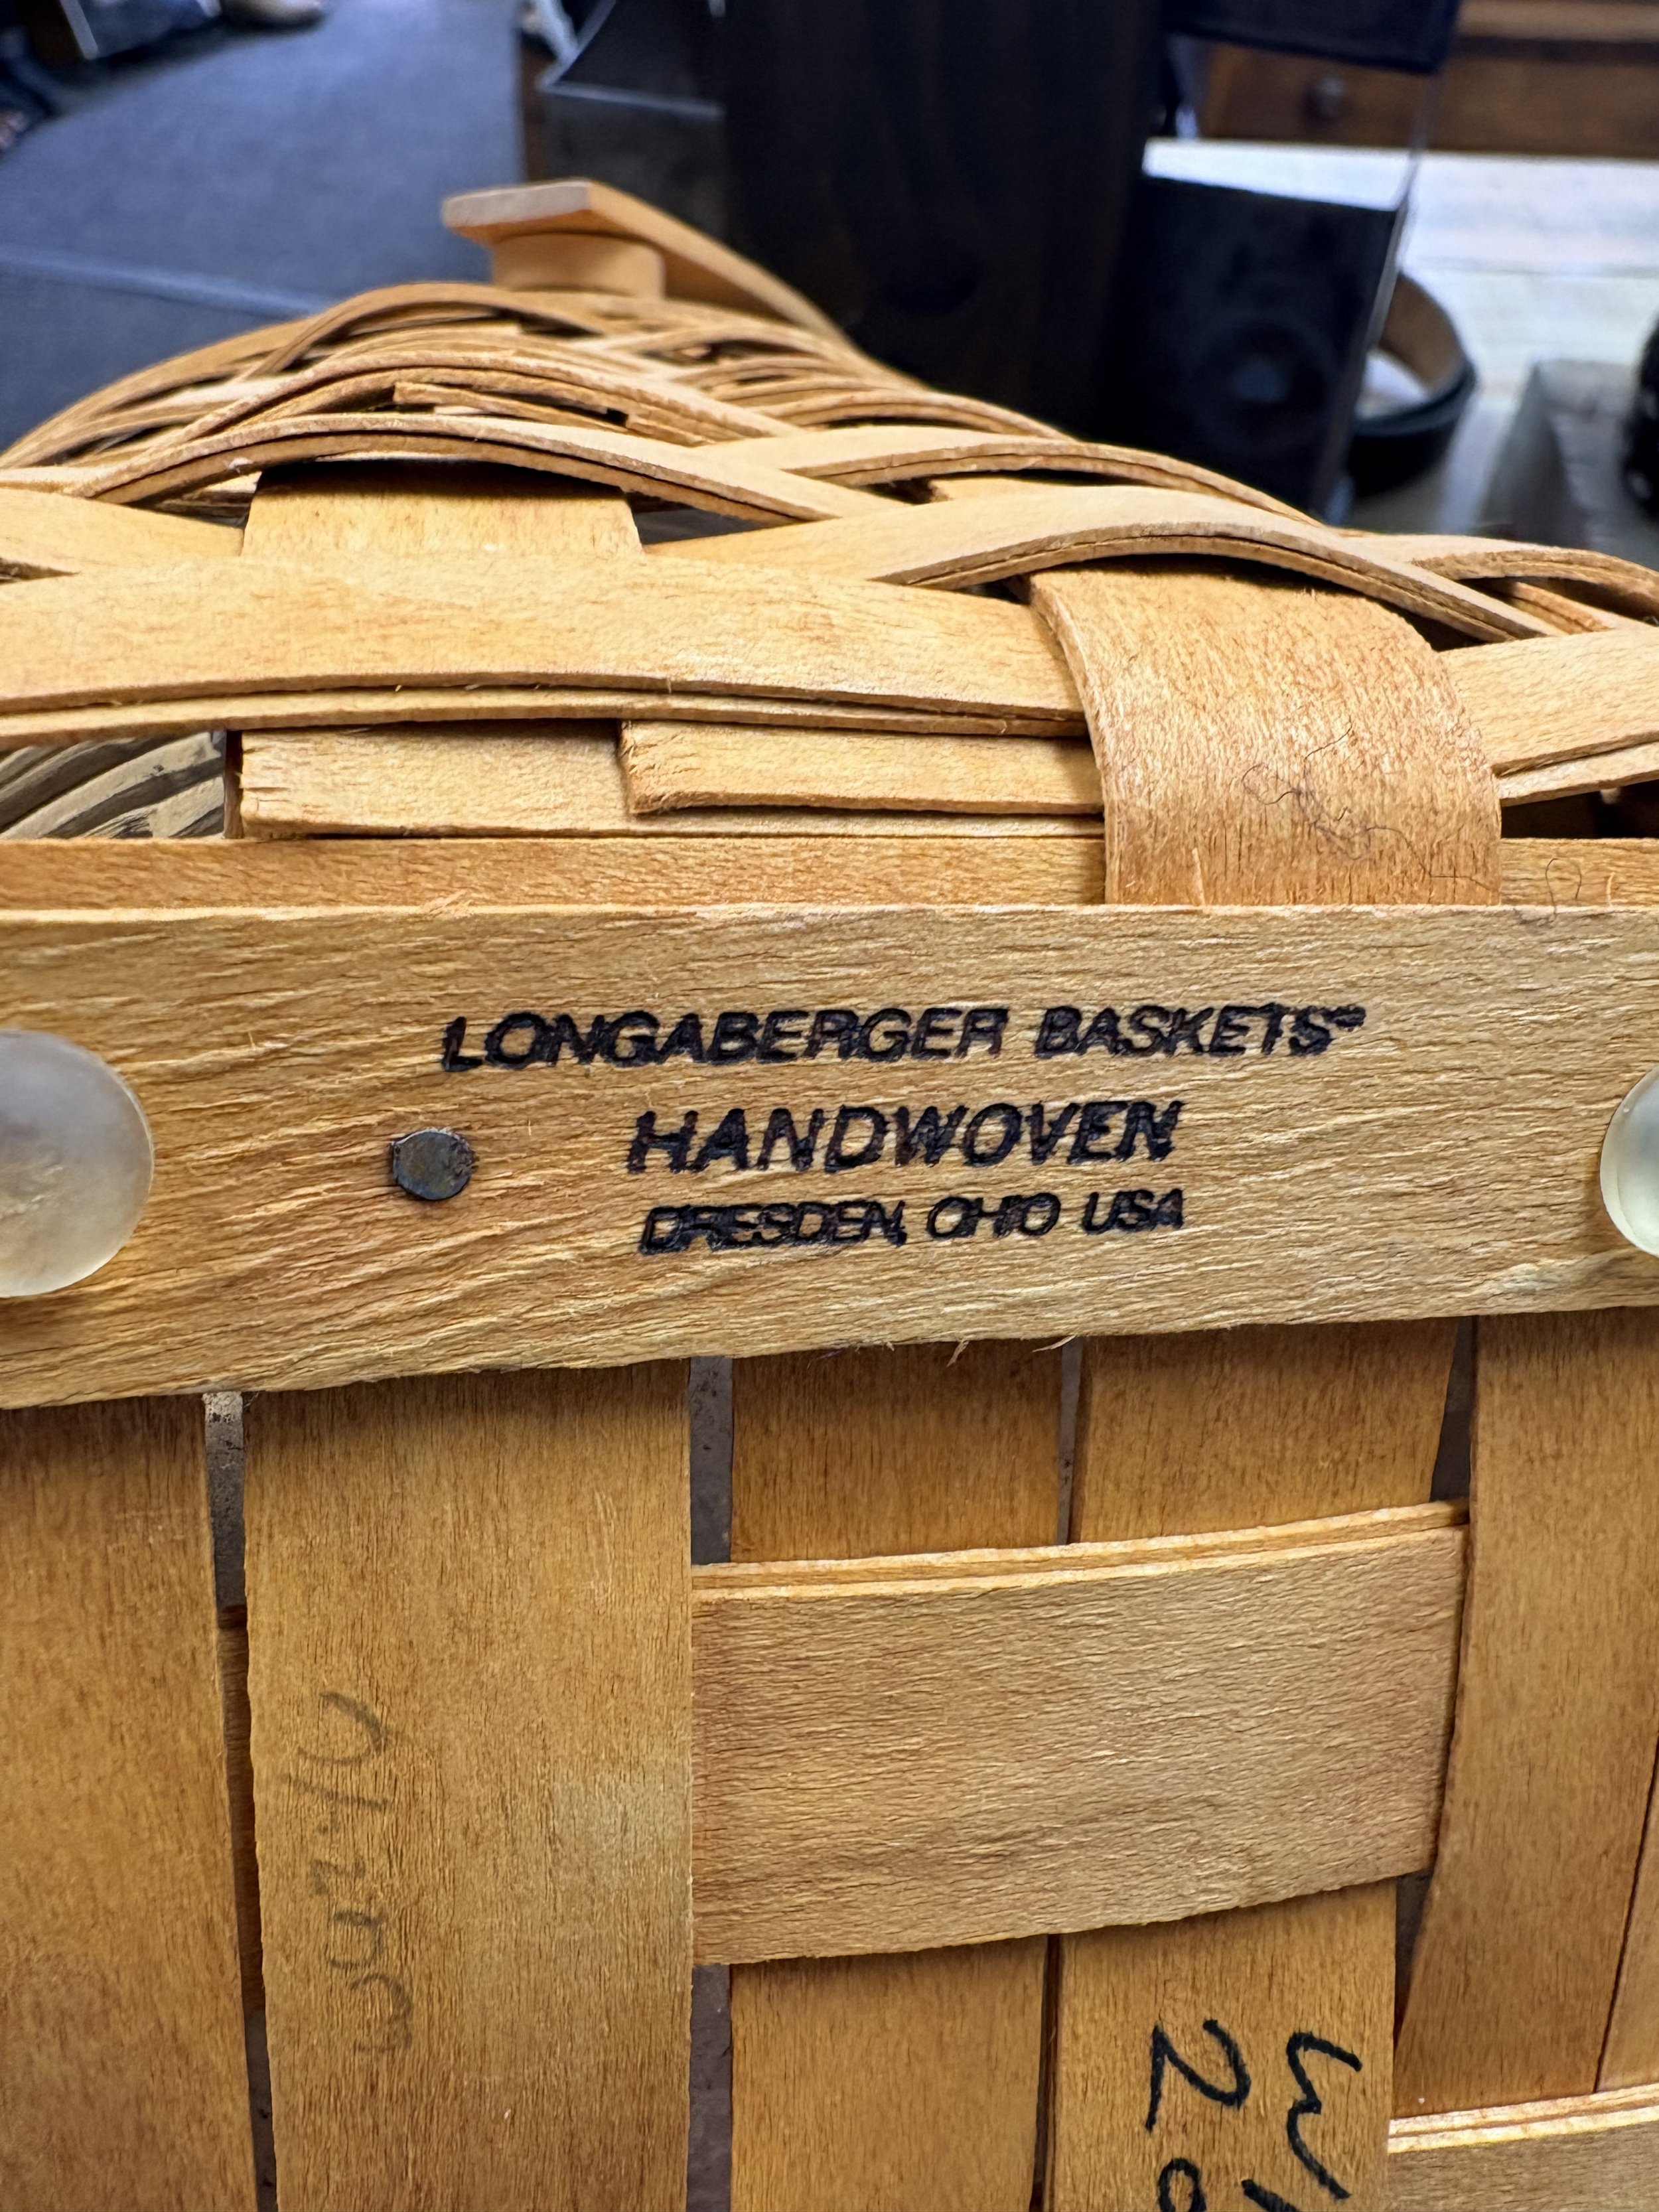 LONGABERGER BASKETS®
HANDWOVEN
DRESDEN, OHIO USA